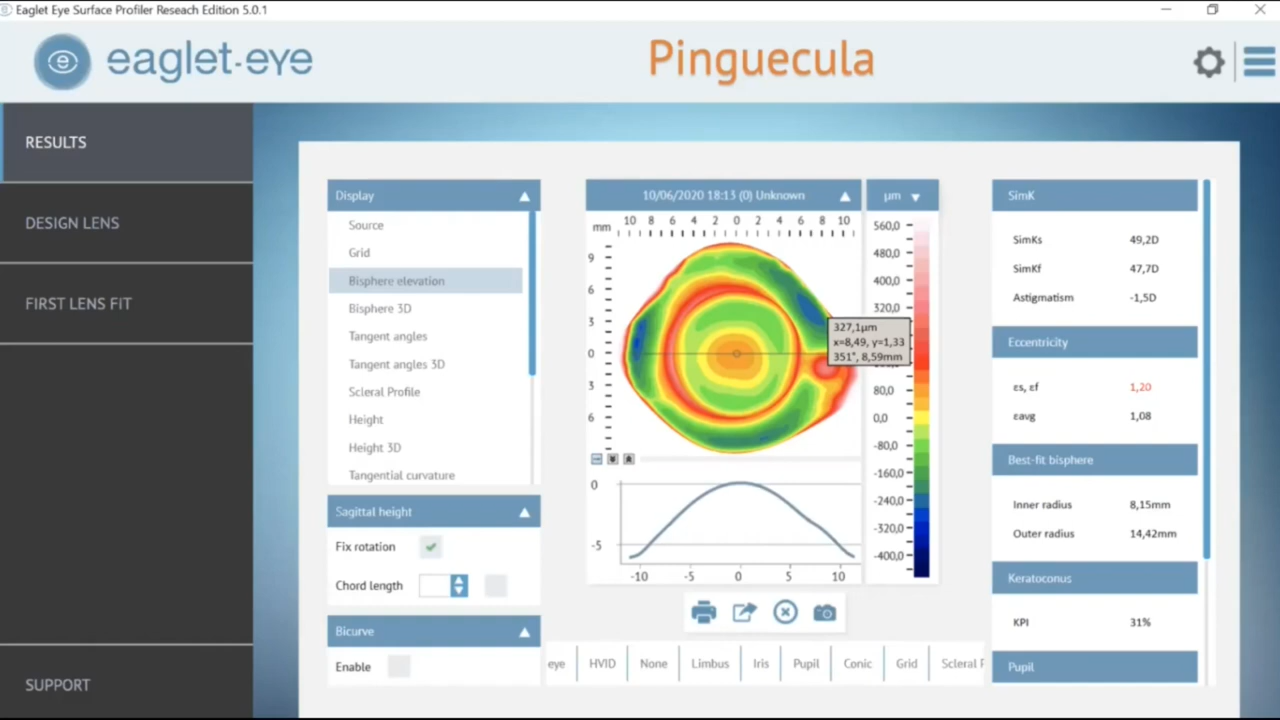 Eaglet Eye Surface Profiler Reseach Edition 5.0.1
eaglet-eye
Pinguecula
RESULTS
DESIGN LENS
FIRST LENS FIT
SUPPORT
Display
Source
Grid
Bisphere elevation
Bisphere 3D
Tangent angles
Tangent angles 3D
Scleral Profile
Height
Height 3D
Tangential curvature
Sagittal height
Fix rotation
Chord length
Bicurve
Enable
10/06/2020 18:13 (0) Unknown
mm
10 8 6 4 2 0 2 4 6 8 10
9
6
3
0
3
6
327,1µm
x=8,49, y=1,33
351°, 8,59mm
0
-5
-10 -5 0 5 10
µm
560,0
480,0
400,0
320,0
80,0
0,0
-80,0
-160,0
-240,0
-320,0
-400,0
eye
HVID
None
Limbus
Iris
Pupil
Conic
Grid
Scleral
SimK
SimKs 49,2D
SimKf 47,7D
Astigmatism -1,5D
Eccentricity
εs, εf 1,20
εavg 1,08
Best-fit bisphere
Inner radius 8,15mm
Outer radius 14,42mm
Keratoconus
KPI 31%
Pupil